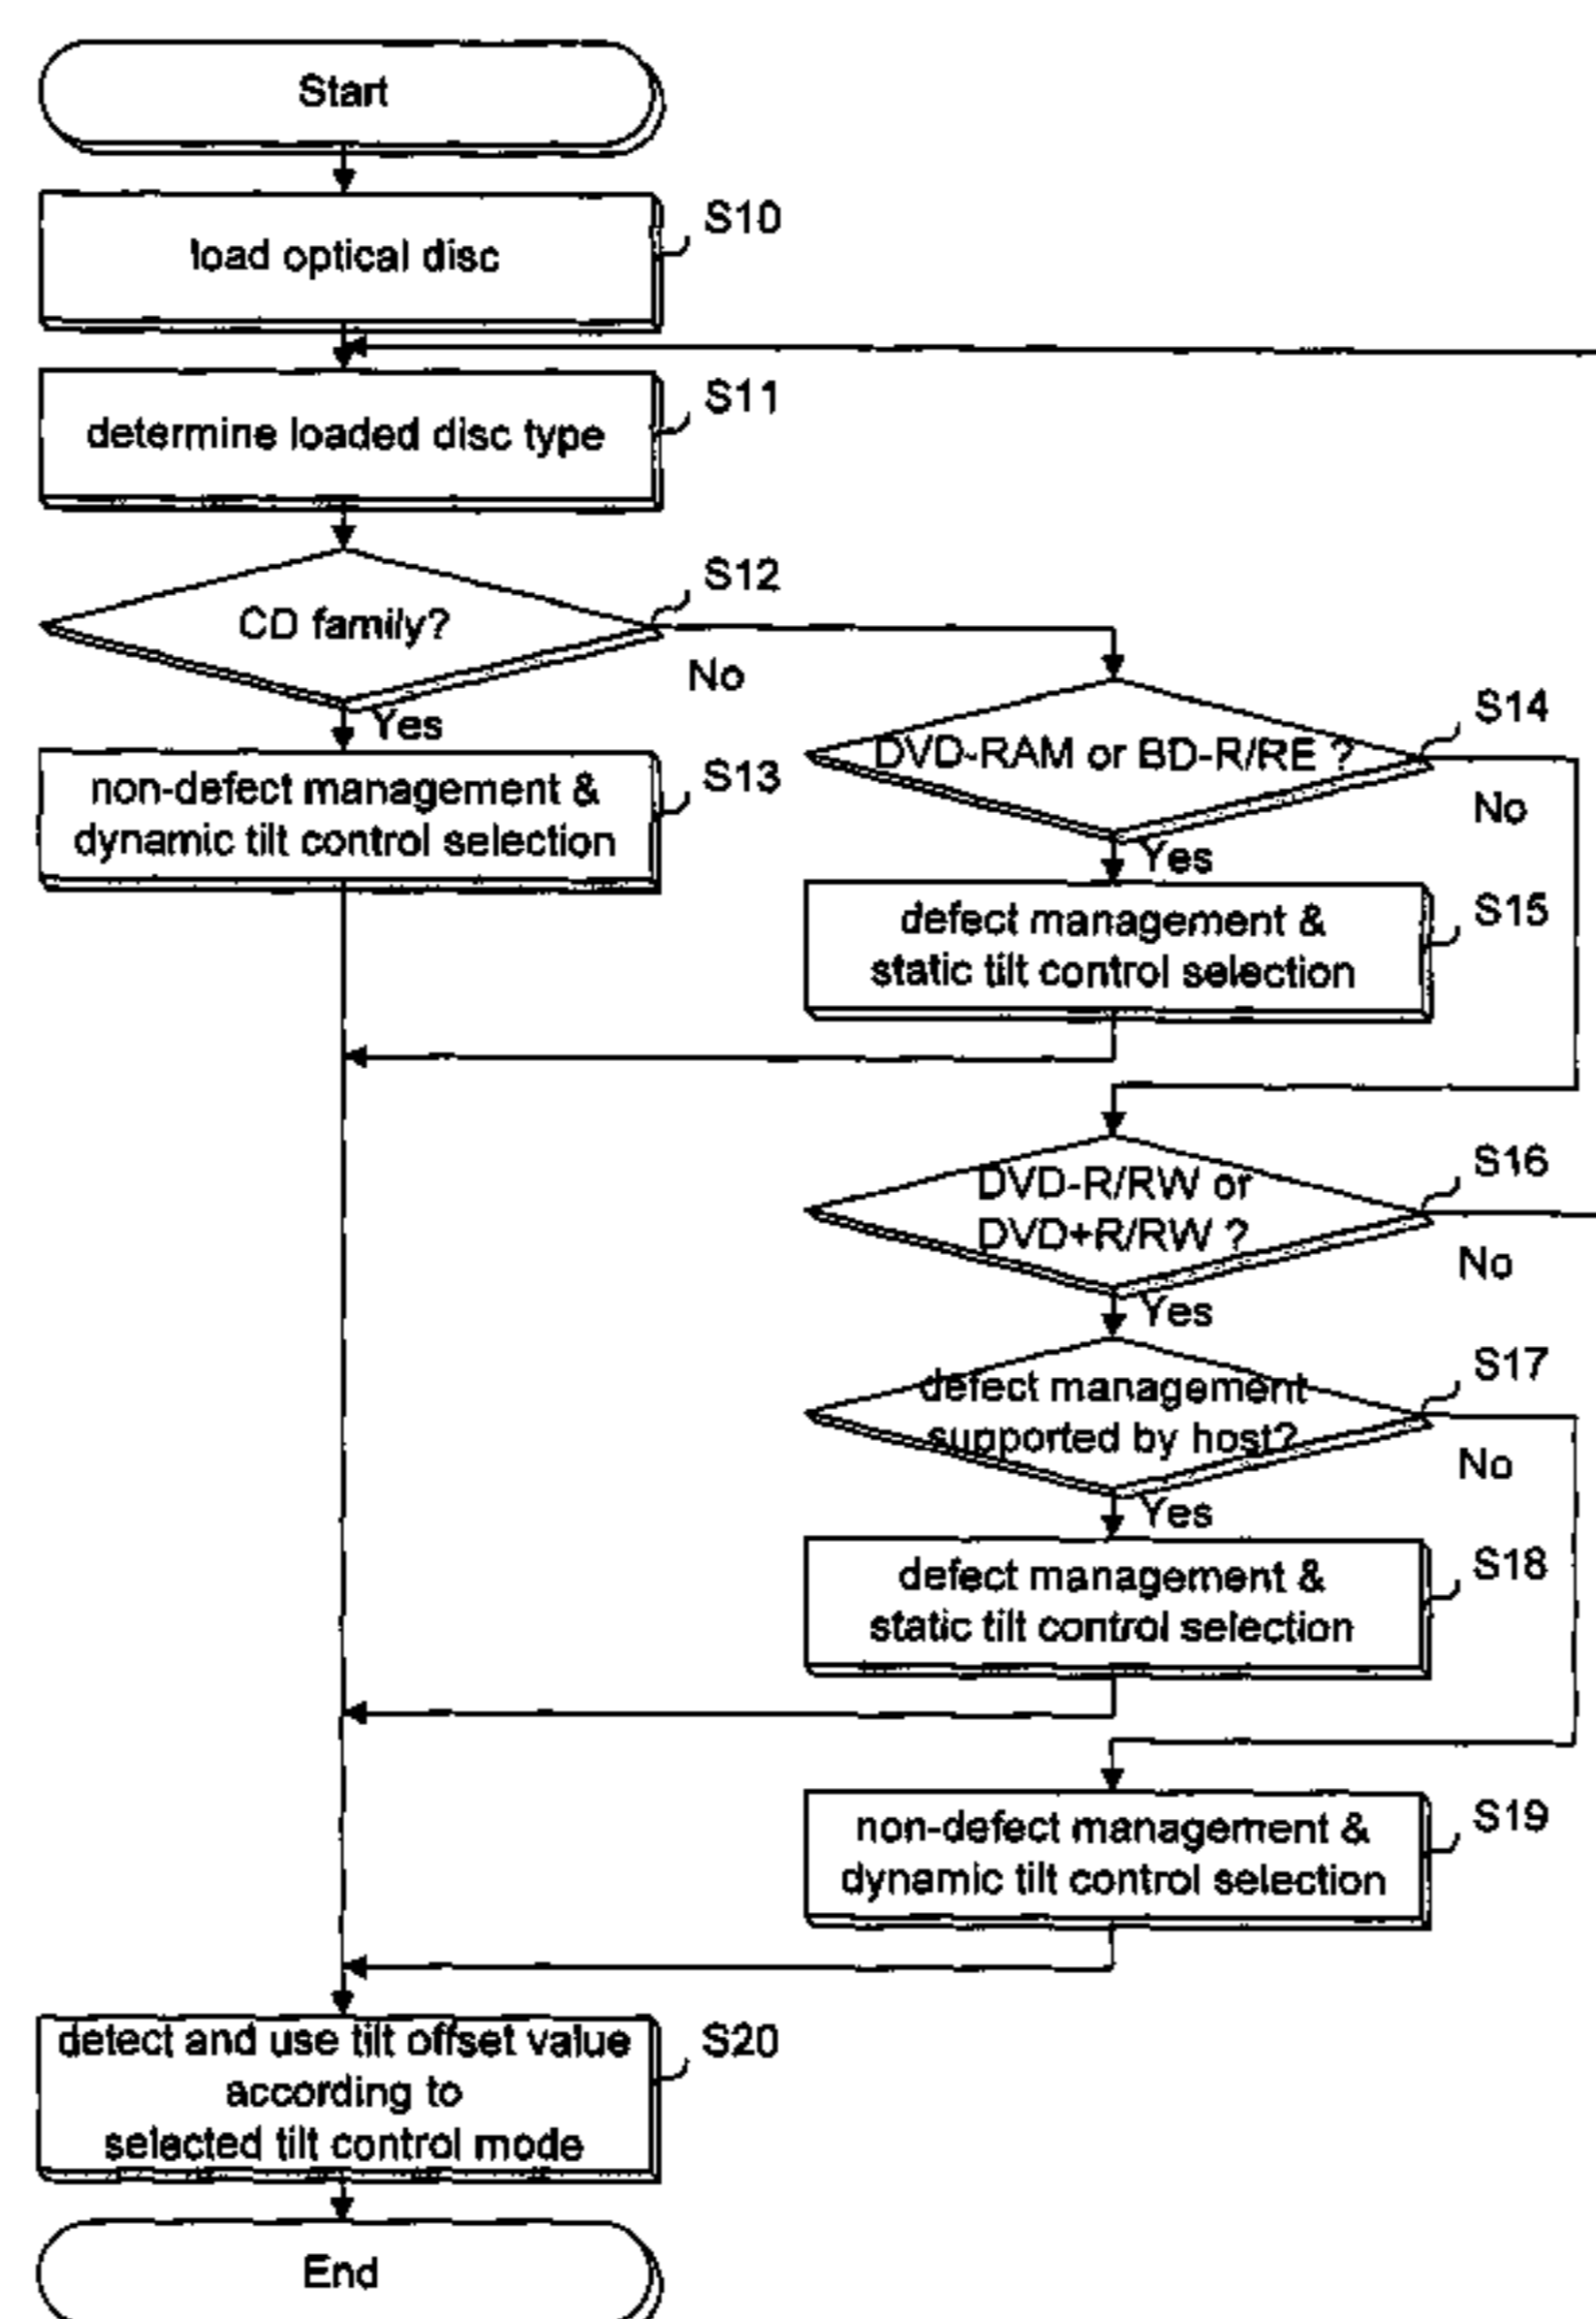 Start
load optical disc
S10
determine loaded disc type
S11
CD family?
S12
No
Yes
non-defect management &
dynamic tilt control selection
S13
DVD-RAM or BD-R/RE ?
S14
No
Yes
defect management &
static tilt control selection
S15
DVD-R/RW or
DVD+R/RW ?
S16
No
Yes
defect management
supported by host?
S17
No
Yes
defect management &
static tilt control selection
S18
non-defect management &
dynamic tilt control selection
S19
detect and use tilt offset value
according to
selected tilt control mode
S20
End